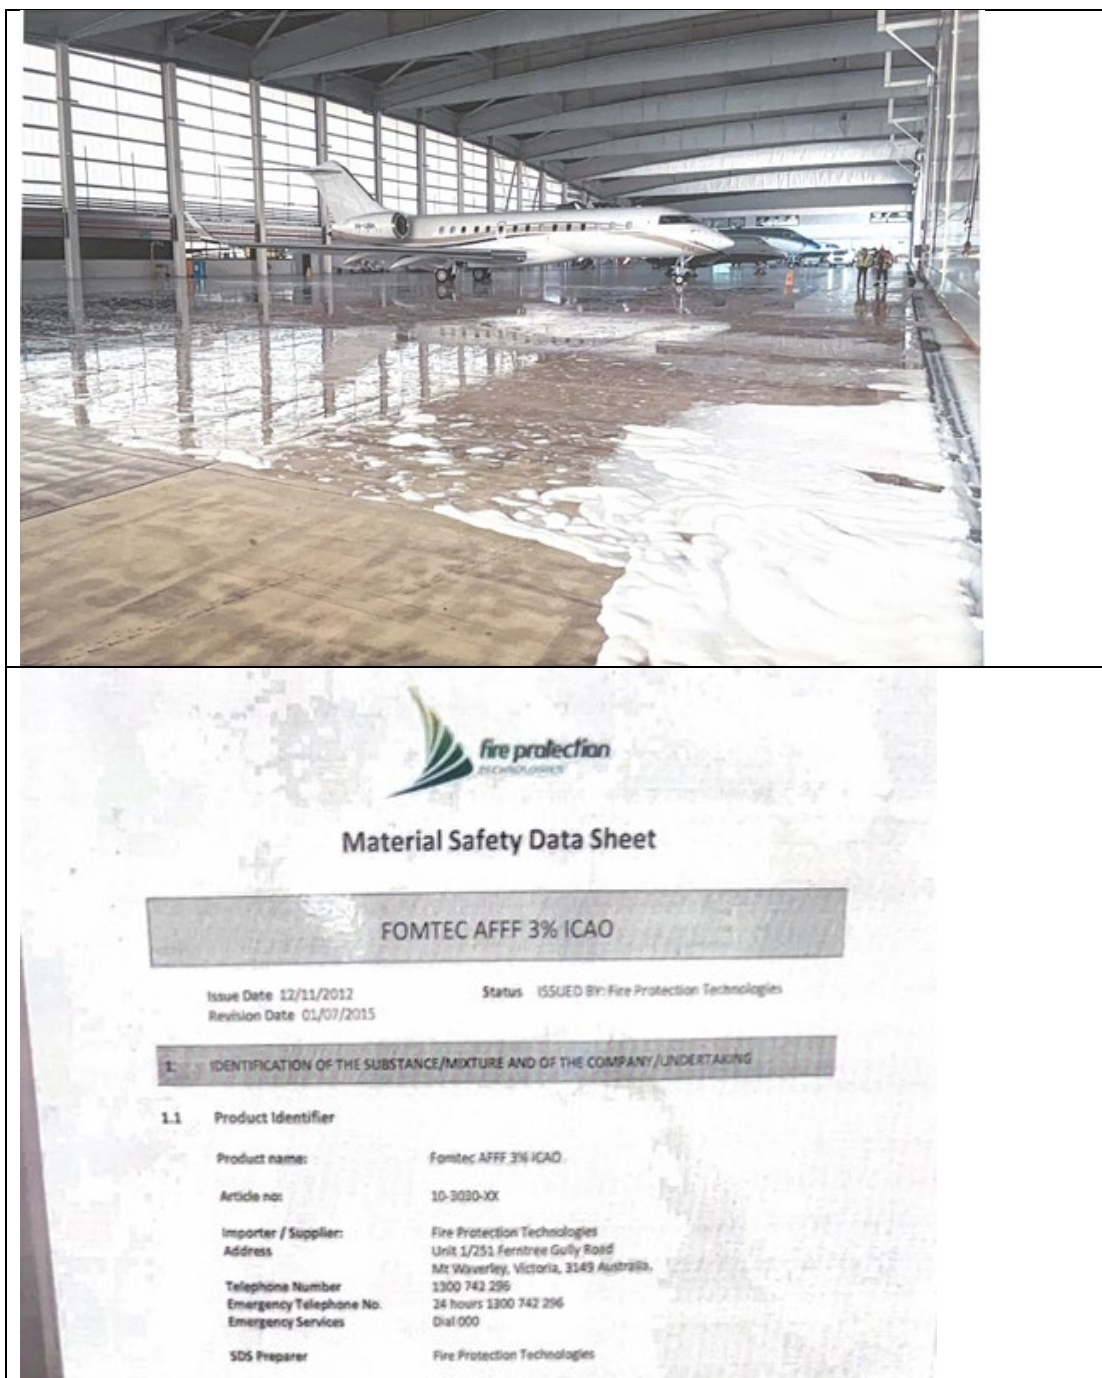 fire protection
TECHNOLOGIES
Material Safety Data Sheet
FOMTEC AFFF 3% ICAO
Issue Date 12/11/2012 Status ISSUED BY: Fire Protection Technologies
Revision Date 01/07/2015
1. IDENTIFICATION OF THE SUBSTANCE/MIXTURE AND OF THE COMPANY/UNDERTAKING
1.1 Product Identifier
Product name: Fomtec AFFF 3% ICAO
Article no: 10-3030-XX
Importer / Supplier: Fire Protection Technologies
Address Unit 1/251 Ferntree Gully Road
Mt Waverley, Victoria, 3149 Australia.
Telephone Number 1300 742 296
Emergency Telephone No. 24 hours 1300 742 296
Emergency Services Dial 000
SDS Preparer Fire Protection Technologies